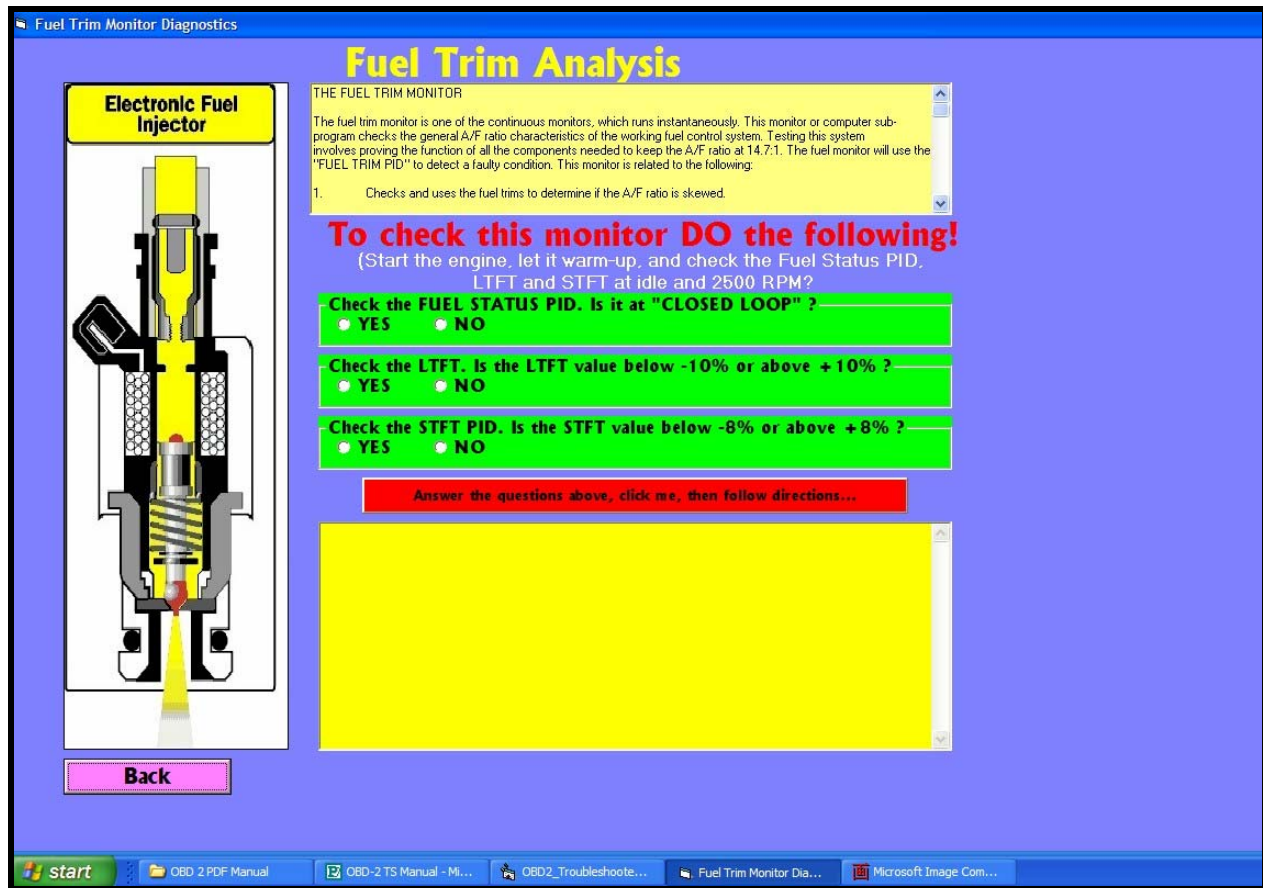 Fuel Trim Monitor Diagnostics
Fuel Trim Analysis
Electronic Fuel
Injector
THE FUEL TRIM MONITOR
The fuel trim monitor is one of the continuous monitors, which runs instantaneously. This monitor or computer sub-
program checks the general A/F ratio characteristics of the working fuel control system. Testing this system
involves proving the function of all the components needed to keep the A/F ratio at 14.7:1. The fuel monitor will use the
"FUEL TRIM PID" to detect a faulty condition. This monitor is related to the following:
1. Checks and uses the fuel trims to determine if the A/F ratio is skewed.
To check this monitor DO the following!
(Start the engine, let it warm-up, and check the Fuel Status PID,
LTFT and STFT at idle and 2500 RPM?
Check the FUEL STATUS PID. Is it at "CLOSED LOOP" ?
YES NO
Check the LTFT. Is the LTFT value below -10% or above +10% ?
YES NO
Check the STFT PID. Is the STFT value below -8% or above +8% ?
YES NO
Answer the questions above, click me, then follow directions...
Back
start OBD 2 PDF Manual OBD-2 TS Manual - Mi... OBD2_Troubleshoote... Fuel Trim Monitor Dia... Microsoft Image Com...